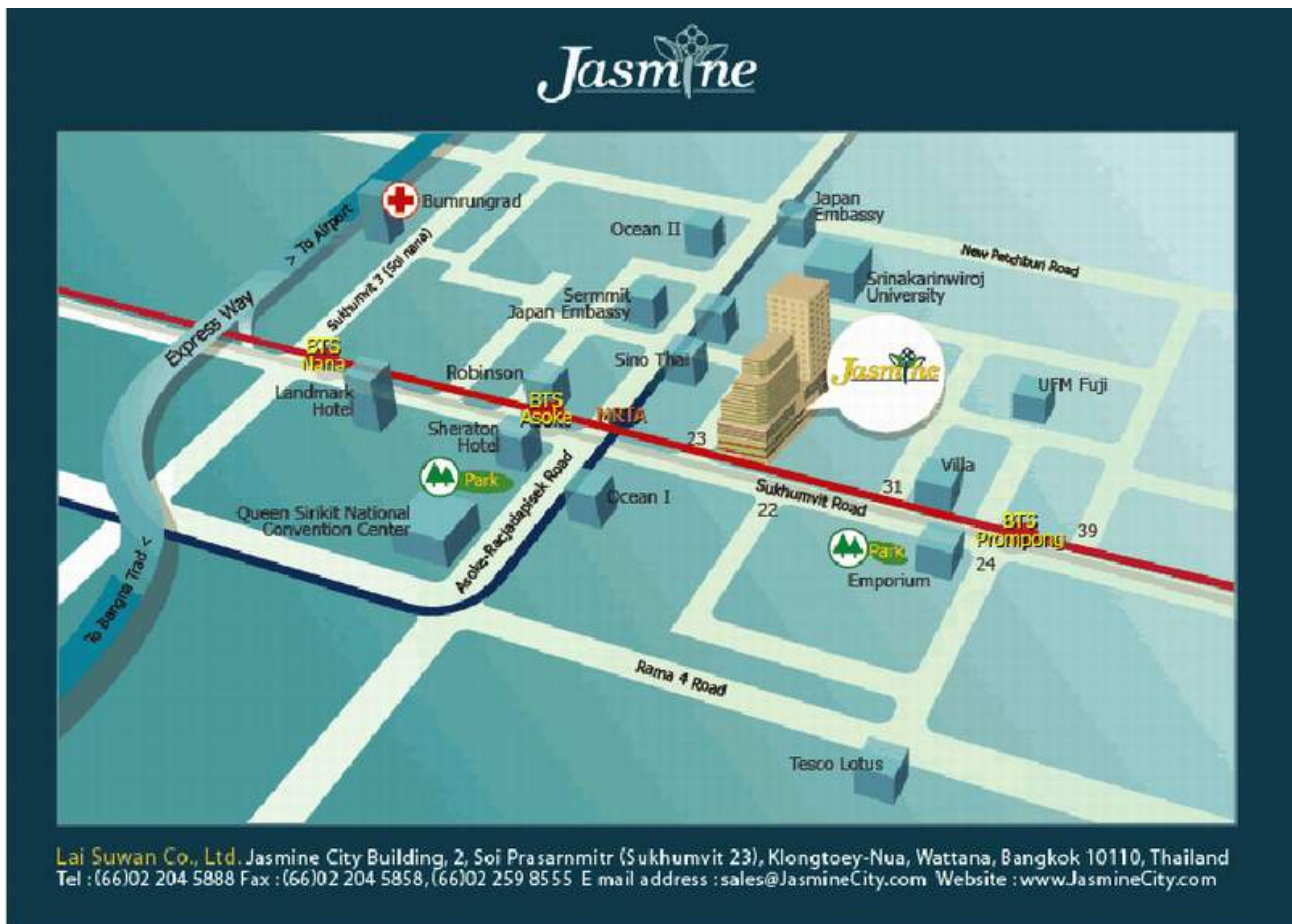 Jasmine
Bumrungrad
> To Airport
Sukhumvit 3 (Soi nana)
Express Way
Ocean II
Japan
Embassy
New Petchburi Road
Srinakarinwiroj
University
Sermmit
Japan Embassy
Sino Thai
Jasmine
UFM Fuji
BTS
Nana
Landmark
Hotel
Robinson
BTS
Asoke
MRTA
Sheraton
Hotel
23
Park
Queen Sirikit National
Convention Center
Asoke-Racjadapisek Road
Ocean I
Sukhumvit Road
22
31
Villa
BTS
Prompong
39
24
Park
Emporium
To Bangna Trad <
Rama 4 Road
Tesco Lotus
Lai Suwan Co., Ltd. Jasmine City Building, 2, Soi Prasarnmitr (Sukhumvit 23), Klongtoey-Nua, Wattana, Bangkok 10110, Thailand
Tel : (66)02 204 5888 Fax : (66)02 204 5858, (66)02 259 8555 E mail address : sales@JasmineCity.com Website : www.JasmineCity.com